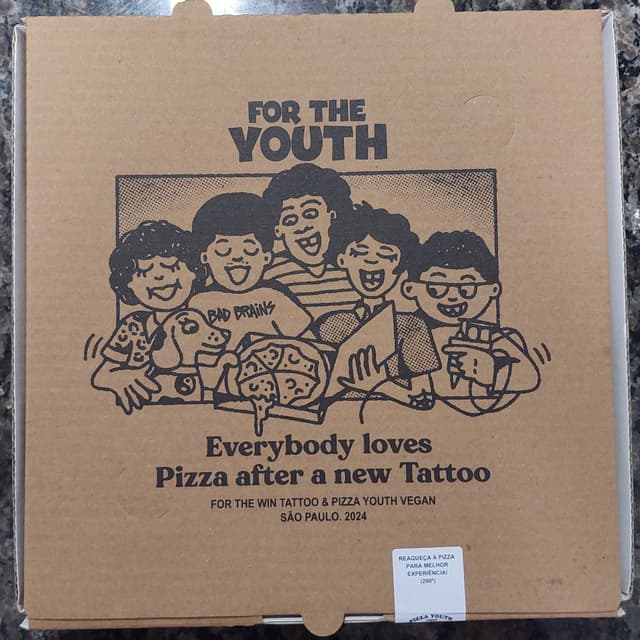 FOR THE
YOUTH
BAD BRAINS
Everybody loves
Pizza after a new Tattoo
FOR THE WIN TATTOO & PIZZA YOUTH VEGAN
SÃO PAULO. 2024
REAQUEÇA A PIZZA
PARA MELHOR
EXPERIÊNCIA!
(200°)
PIZZA YOUTH